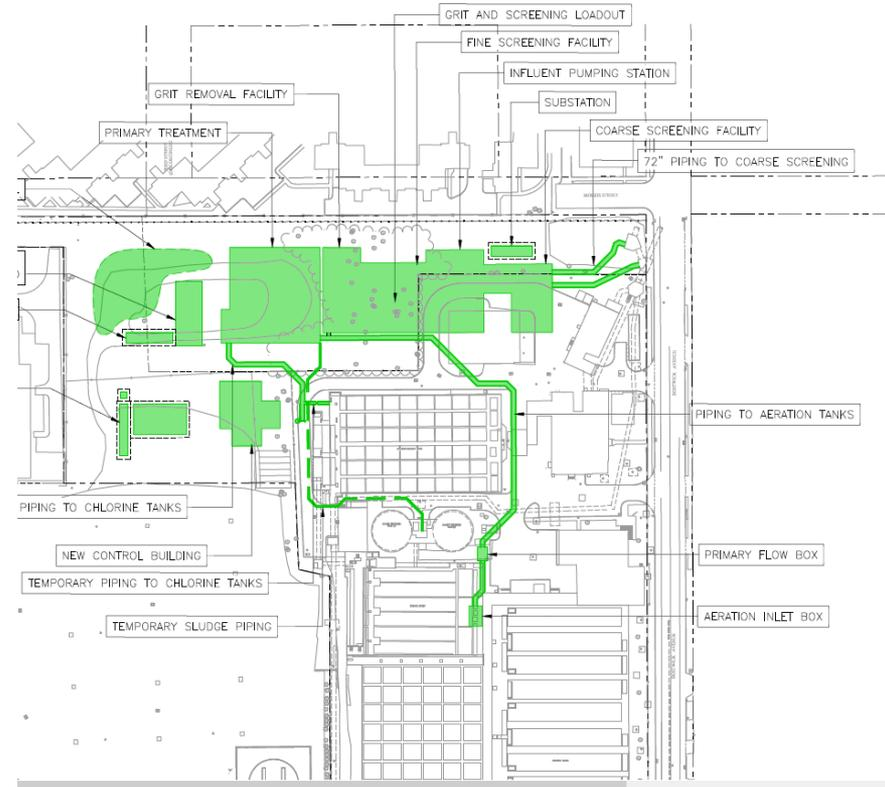 GRIT AND SCREENING LOADOUT
FINE SCREENING FACILITY
INFLUENT PUMPING STATION
GRIT REMOVAL FACILITY
SUBSTATION
PRIMARY TREATMENT
COARSE SCREENING FACILITY
72" PIPING TO COARSE SCREENING
PIPING TO AERATION TANKS
PIPING TO CHLORINE TANKS
NEW CONTROL BUILDING
PRIMARY FLOW BOX
TEMPORARY PIPING TO CHLORINE TANKS
AERATION INLET BOX
TEMPORARY SLUDGE PIPING